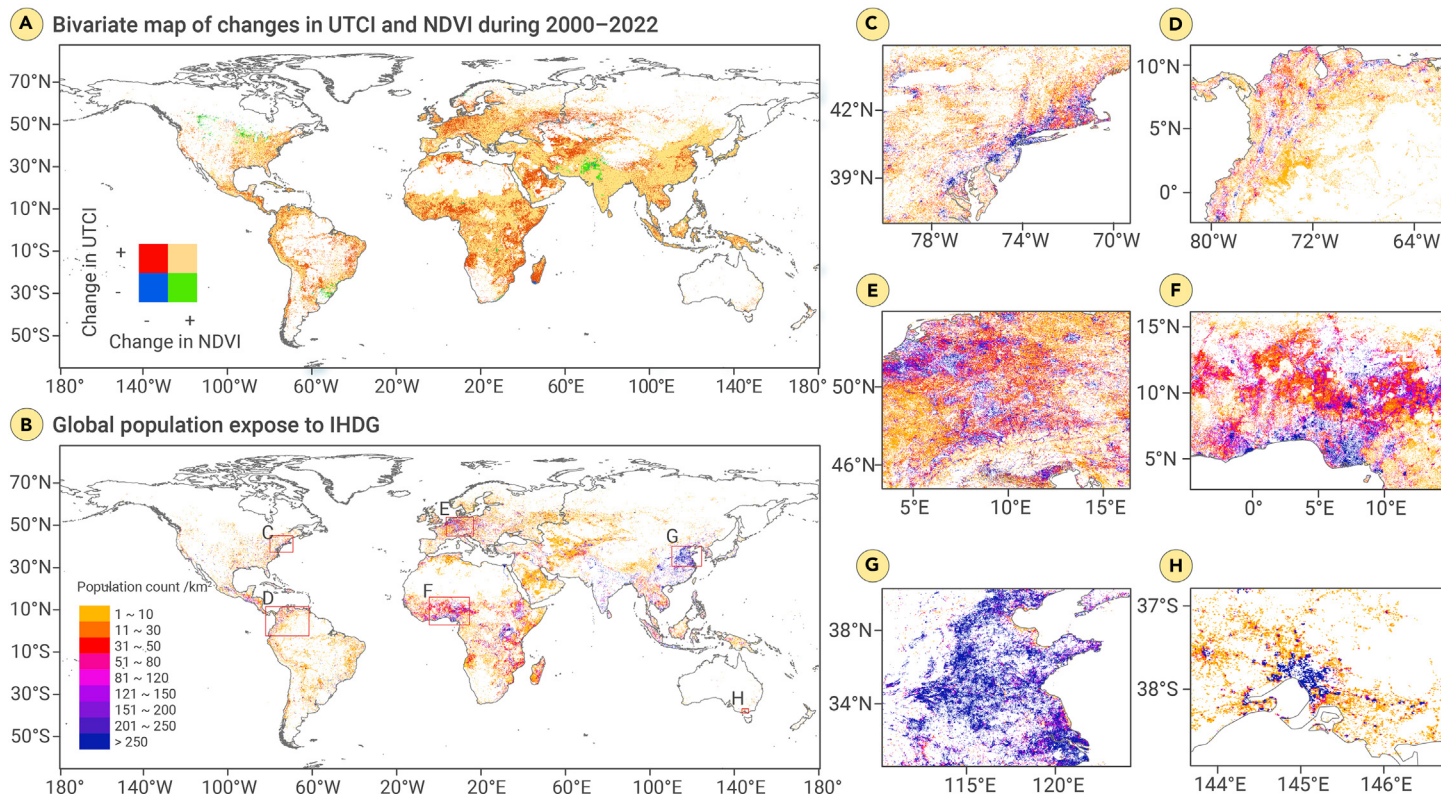 A Bivariate map of changes in UTCI and NDVI during 2000–2022
70°N
50°N
30°N
10°N
10°S
30°S
50°S
Change in UTCI
+
-
- +
Change in NDVI
180° 140°W 100°W 60°W 20°W 20°E 60°E 100°E 140°E 180°
B Global population expose to IHDG
70°N
50°N
30°N
10°N
10°S
30°S
50°S
C
D
E
F
G
H
Population count /km²
1 ~ 10
11 ~ 30
31 ~ 50
51 ~ 80
81 ~ 120
121 ~ 150
151 ~ 200
201 ~ 250
> 250
180° 140°W 100°W 60°W 20°W 20°E 60°E 100°E 140°E 180°
C
42°N
39°N
78°W 74°W 70°W
D
10°N
5°N
0°
80°W 72°W 64°W
E
50°N
46°N
5°E 10°E 15°E
F
15°N
10°N
5°N
0° 5°E 10°E
G
38°N
34°N
115°E 120°E
H
37°S
38°S
144°E 145°E 146°E